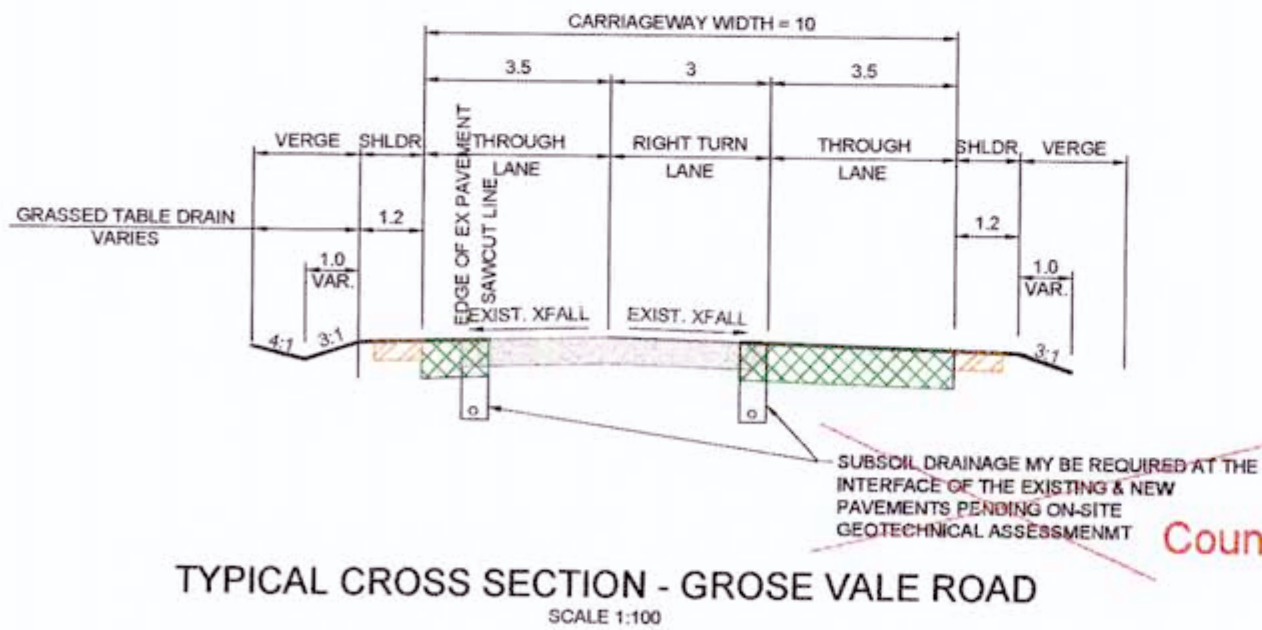 CARRIAGEWAY WIDTH = 10
3.5
3
3.5
VERGE
SHLDR
THROUGH
LANE
RIGHT TURN
LANE
THROUGH
LANE
SHLDR
VERGE
EDGE OF EX PAVEMENT
SAWCUT LINE
GRASSED TABLE DRAIN
VARIES
1.2
1.2
1.0
VAR.
1.0
VAR.
EXIST. XFALL
EXIST. XFALL
4:1
3:1
3:1
SUBSOIL DRAINAGE MY BE REQUIRED AT THE
INTERFACE OF THE EXISTING & NEW
PAVEMENTS PENDING ON-SITE
GEOTECHNICAL ASSESSMENMT
Coun
TYPICAL CROSS SECTION - GROSE VALE ROAD
SCALE 1:100